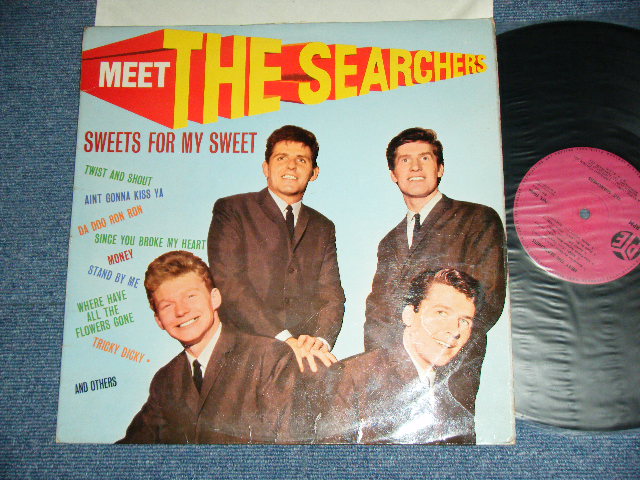 MEET THE SEARCHERS
SWEETS FOR MY SWEET
TWIST AND SHOUT
AINT GONNA KISS YA
DA DOO RON RON
SINCE YOU BROKE MY HEART
MONEY
STAND BY ME
WHERE HAVE
ALL THE
FLOWERS GONE
TRICKY DICKY
AND OTHERS
PYE